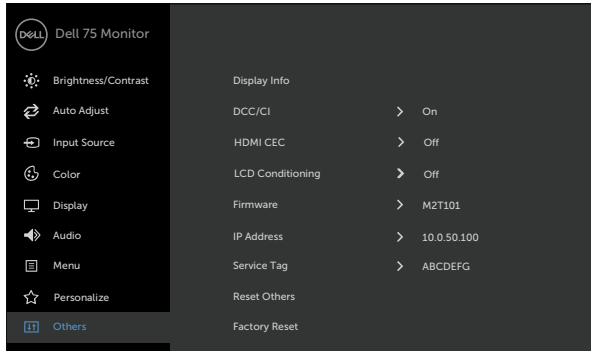 DELL Dell 75 Monitor
Brightness/Contrast Display Info
Auto Adjust DCC/CI > On
Input Source HDMI CEC > Off
Color LCD Conditioning > Off
Display Firmware > M2T101
Audio IP Address > 10.0.50.100
Menu Service Tag > ABCDEFG
Personalize Reset Others
Others Factory Reset